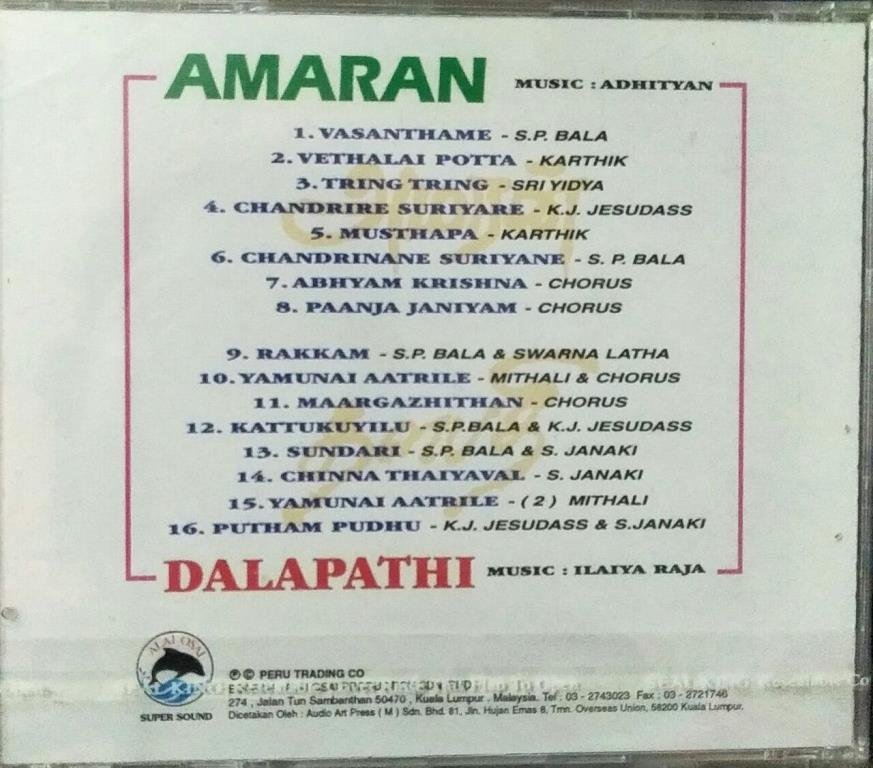 AMARAN MUSIC : ADHITYAN
1. VASANTHAME - S.P. BALA
2. VETHALAI POTTA - KARTHIK
3. TRING TRING - SRI YIDYA
4. CHANDRIRE SURIYARE - K.J. JESUDASS
5. MUSTHAPA - KARTHIK
6. CHANDRINANE SURIYANE - S. P. BALA
7. ABHYAM KRISHNA - CHORUS
8. PAANJA JANIYAM - CHORUS
9. RAKKAM - S.P. BALA & SWARNA LATHA
10. YAMUNAI AATRILE - MITHALI & CHORUS
11. MAARGAZHITHAN - CHORUS
12. KATTUKUYILU - S.P.BALA & K.J. JESUDASS
13. SUNDARI - S.P. BALA & S. JANAKI
14. CHINNA THAIYAVAL - S. JANAKI
15. YAMUNAI AATRILE - ( 2 ) MITHALI
16. PUTHAM PUDHU - K.J. JESUDASS & S.JANAKI
DALAPATHI MUSIC : ILAIYA RAJA
ALAI OSAI
SUPER SOUND
℗ © PERU TRADING CO
274 , Jalan Tun Sambanthan 50470 , Kuala Lumpur . Malaysia. Tel : 03 - 2743023 Fax : 03 - 2721746
Dicetak Oleh : Audio Art Press ( M ) Sdn. Bhd. 81, Jln. Hujan Emas 8, Tmn. Overseas Union, 58200 Kuala Lumpur.